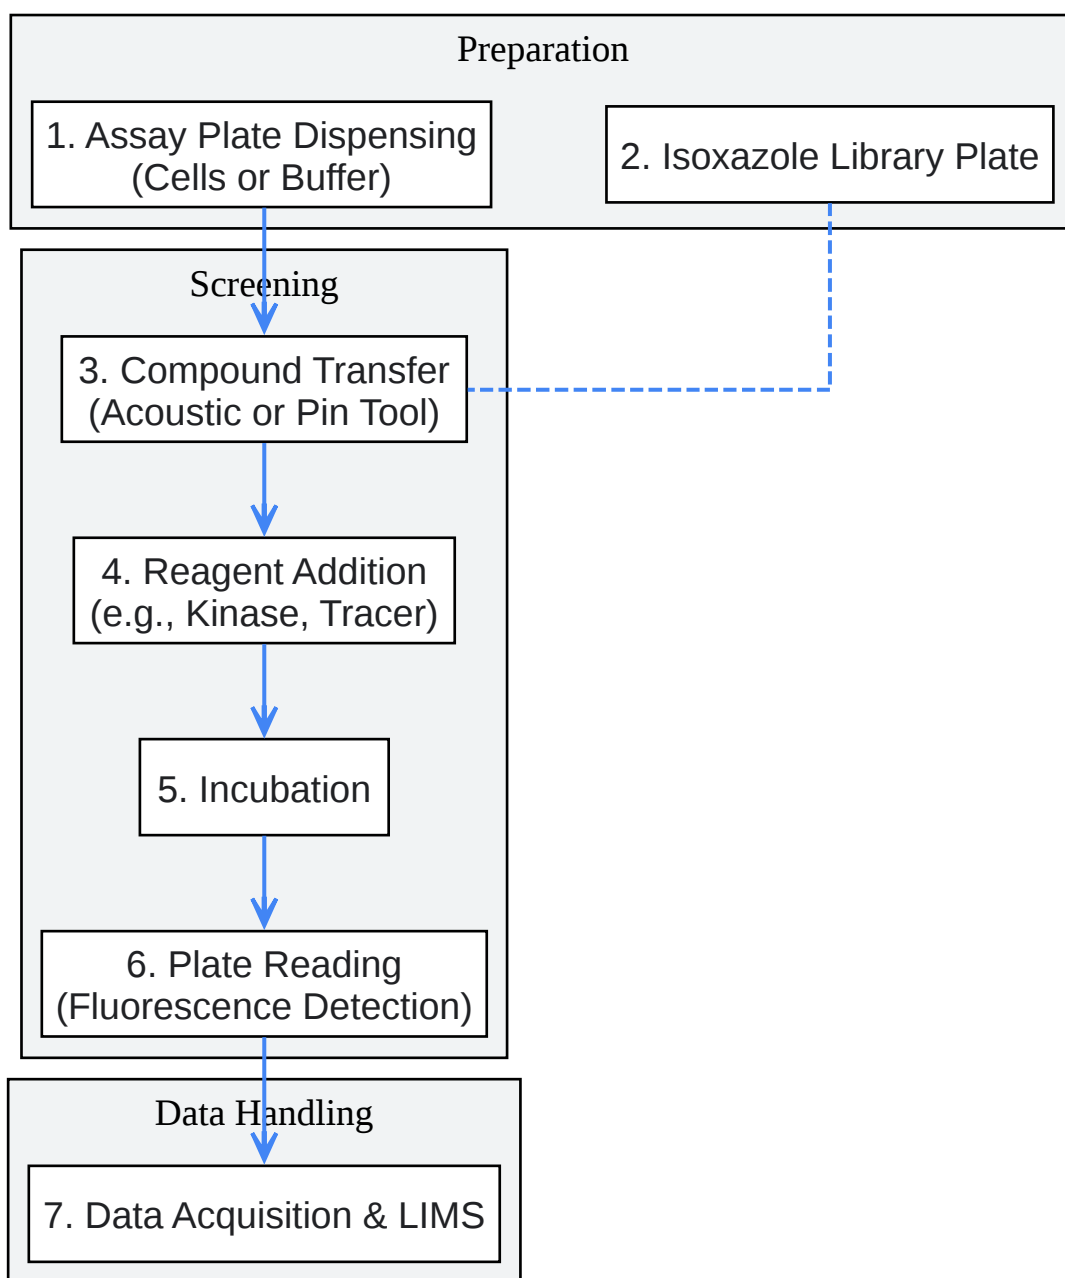 Preparation
1. Assay Plate Dispensing
(Cells or Buffer)
2. Isoxazole Library Plate
Screening
3. Compound Transfer
(Acoustic or Pin Tool)
4. Reagent Addition
(e.g., Kinase, Tracer)
5. Incubation
6. Plate Reading
(Fluorescence Detection)
Data Handling
7. Data Acquisition & LIMS